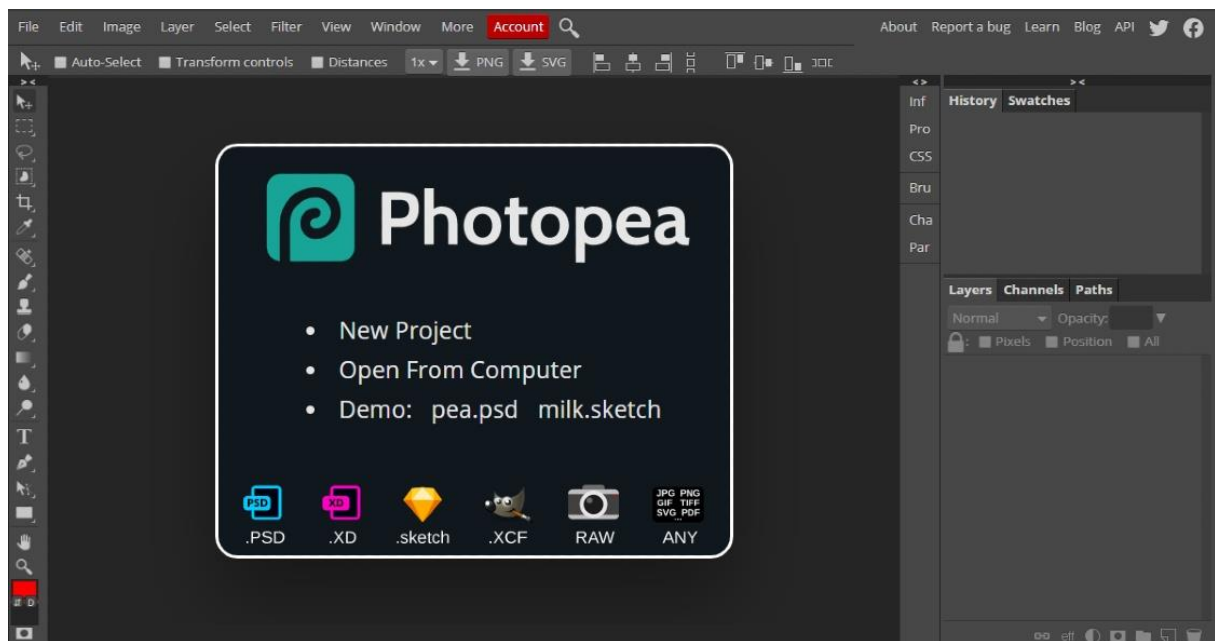 File Edit Image Layer Select Filter View Window More Account About Report a bug Learn Blog API
Auto-Select Transform controls Distances 1x PNG SVG
Inf
Pro
CSS
Bru
Cha
Par
History Swatches
Photopea
• New Project
• Open From Computer
• Demo: pea.psd milk.sketch
PSD
XD
JPG PNG
GIF TIFF
SVG PDF
...
.PSD .XD .sketch .XCF RAW ANY
Layers Channels Paths
Normal Opacity:
: Pixels Position All
T
D
eff